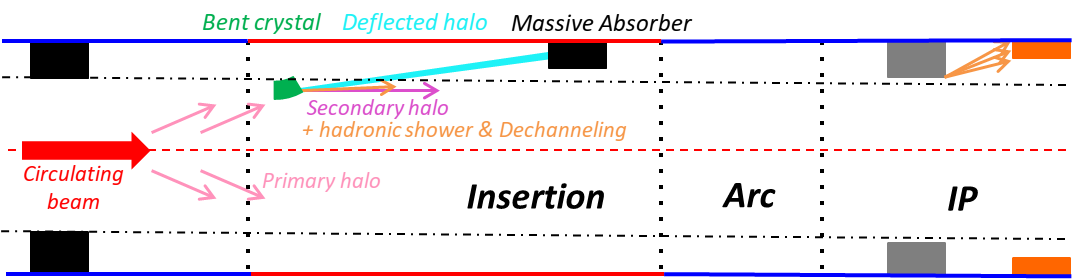 Bent crystal Deflected halo Massive Absorber
Secondary halo
+ hadronic shower & Dechanneling
Circulating
beam
Primary halo
Insertion
Arc
IP